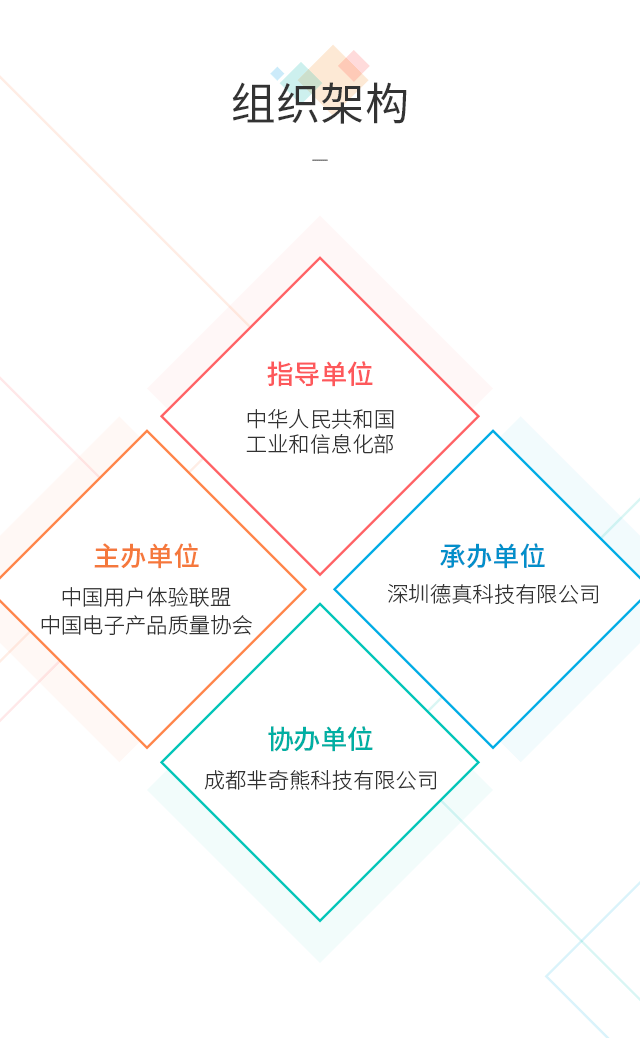 组织架构
指导单位
中华人民共和国
工业和信息化部
主办单位
中国用户体验联盟
中国电子产品质量协会
承办单位
深圳德真科技有限公司
协办单位
成都芈奇熊科技有限公司